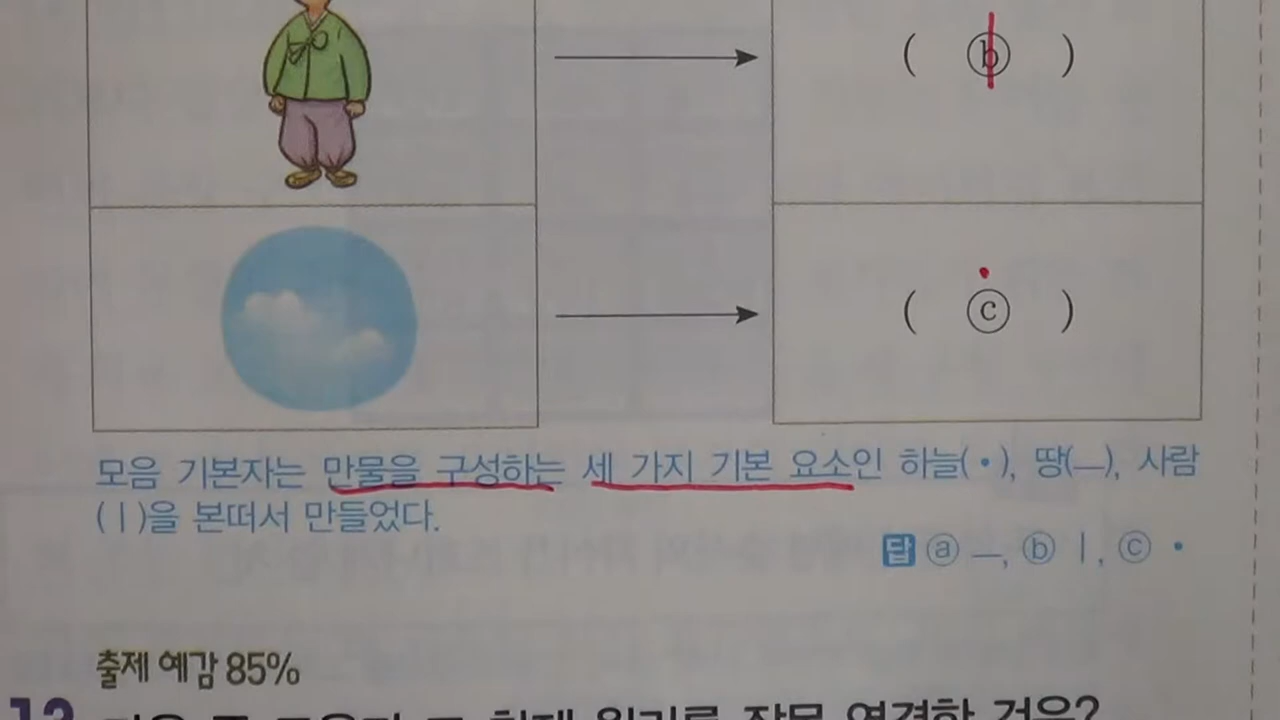 ( ⓑ )
( ⓒ )
모음 기본자는 만물을 구성하는 세 가지 기본 요소인 하늘(•), 땅(ㅡ), 사람
(ㅣ)을 본떠서 만들었다.
답 ⓐ ㅡ, ⓑ ㅣ, ⓒ •
출제 예감 85%